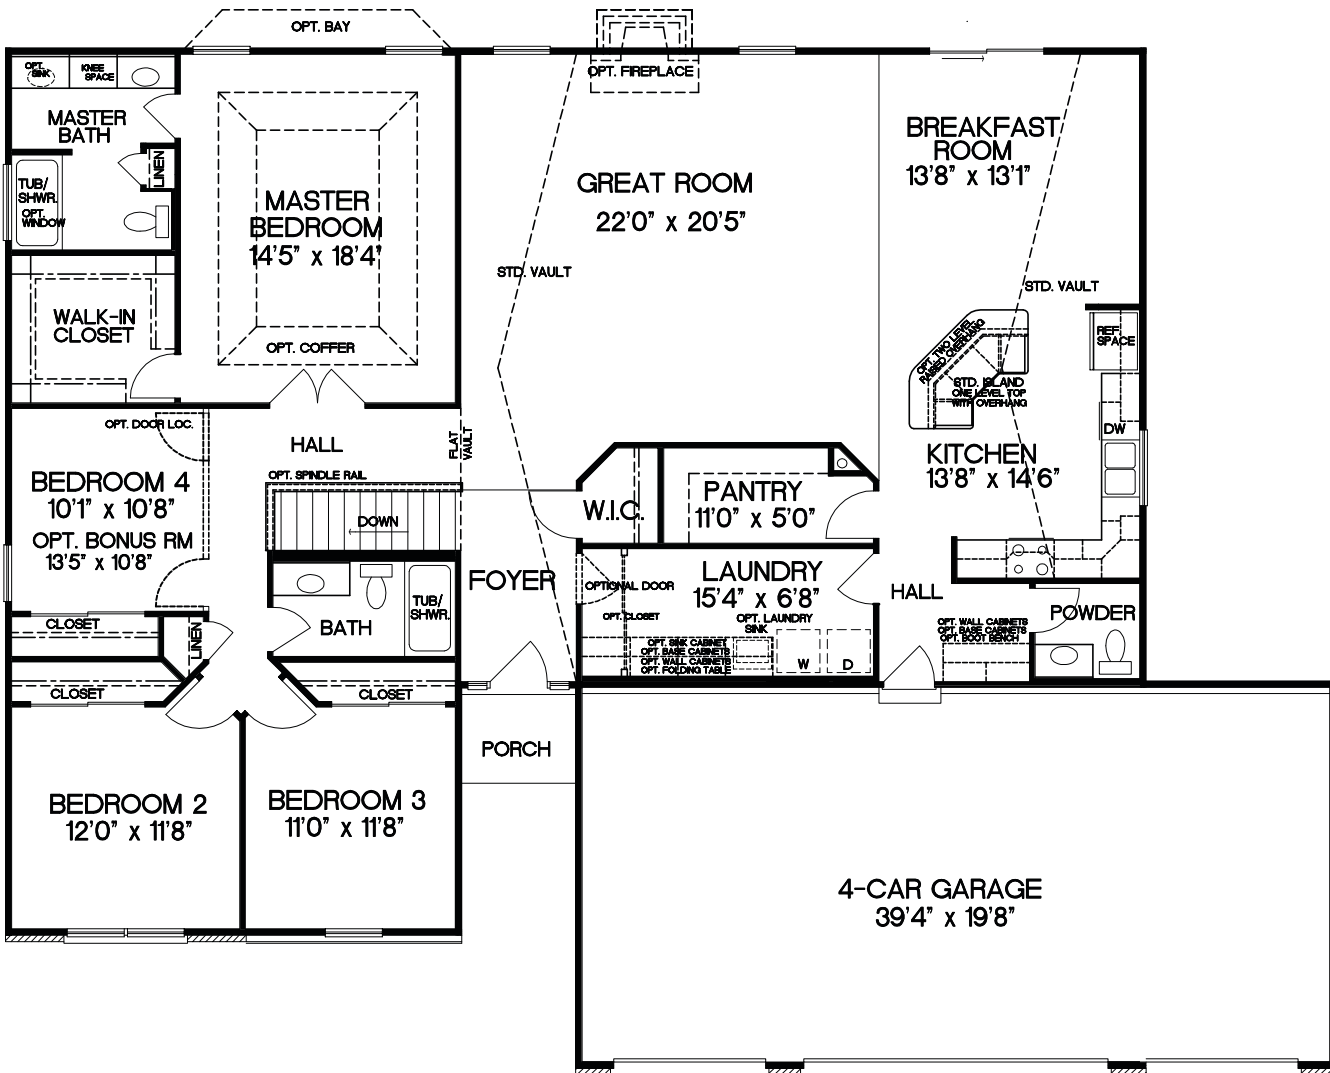 OPT. BAY
OPT.
SINK
KNEE
SPACE
MASTER
BATH
LINEN
TUB/
SHWR.
OPT.
WINDOW
WALK-IN
CLOSET
MASTER
BEDROOM
14'5" x 18'4"
OPT. COFFER
OPT. FIREPLACE
GREAT ROOM
22'0" x 20'5"
STD. VAULT
BREAKFAST
ROOM
13'8" x 13'1"
STD. VAULT
REF.
SPACE
OPT. TWO LEVEL
RAISED OVERHANG
STD. ISLAND
ONE LEVEL TOP
WITH OVERHANG
DW
KITCHEN
13'8" x 14'6"
OPT. DOOR LOC.
HALL
FLAT
VAULT
OPT. SPINDLE RAIL
DOWN
BEDROOM 4
10'1" x 10'8"
OPT. BONUS RM
13'5" x 10'8"
CLOSET
LINEN
BATH
TUB/
SHWR.
FOYER
W.I.C.
PANTRY
11'0" x 5'0"
OPTIONAL DOOR
OPT. CLOSET
LAUNDRY
15'4" x 6'8"
OPT. LAUNDRY
SINK
OPT. SINK CABINET
OPT. BASE CABINETS
OPT. WALL CABINETS
OPT. FOLDING TABLE
W
D
HALL
OPT. WALL CABINETS
OPT. BASE CABINETS
OPT. BOOT BENCH
POWDER
CLOSET
CLOSET
PORCH
BEDROOM 2
12'0" x 11'8"
BEDROOM 3
11'0" x 11'8"
4-CAR GARAGE
39'4" x 19'8"